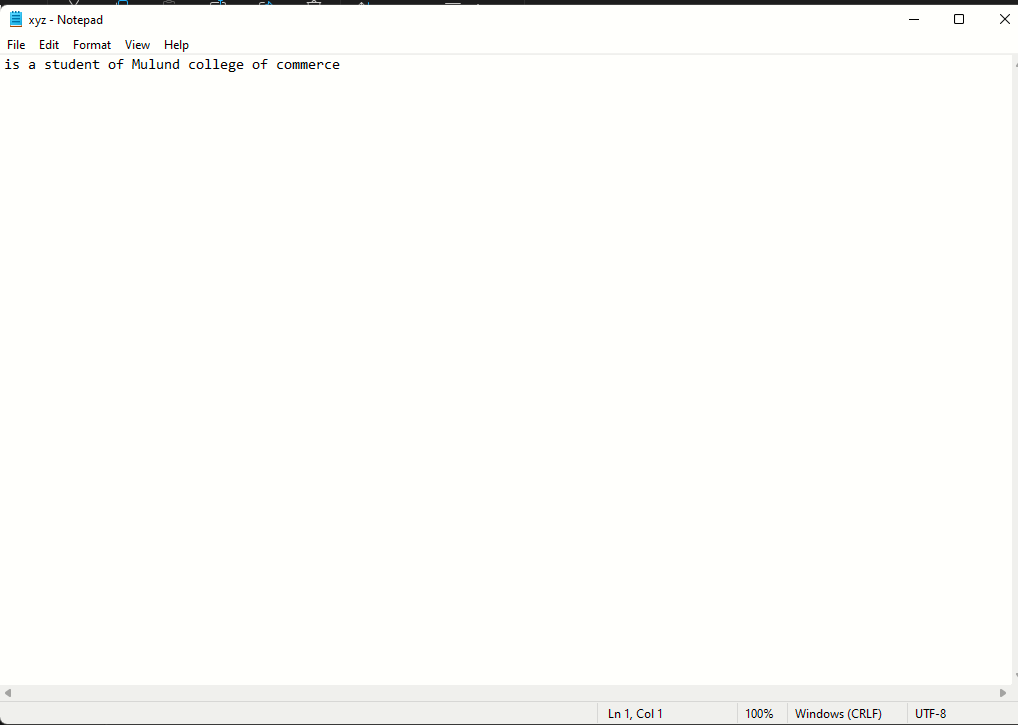 xyz - Notepad
File Edit Format View Help
is a student of Mulund college of commerce
Ln 1, Col 1 100% Windows (CRLF) UTF-8